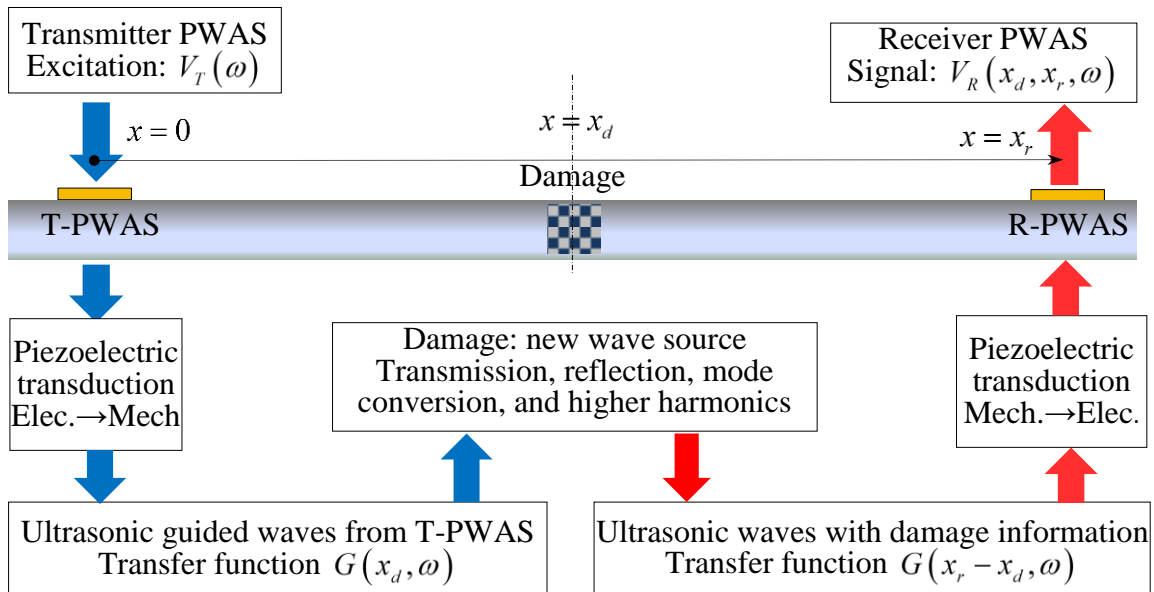 Transmitter PWAS
Excitation: V_T(ω)
Receiver PWAS
Signal: V_R(x_d, x_r, ω)
x = 0
x = x_d
x = x_r
Damage
T-PWAS
R-PWAS
Piezoelectric
transduction
Elec.→Mech
Damage: new wave source
Transmission, reflection, mode
conversion, and higher harmonics
Piezoelectric
transduction
Mech.→Elec.
Ultrasonic guided waves from T-PWAS
Transfer function G(x_d, ω)
Ultrasonic waves with damage information
Transfer function G(x_r − x_d, ω)